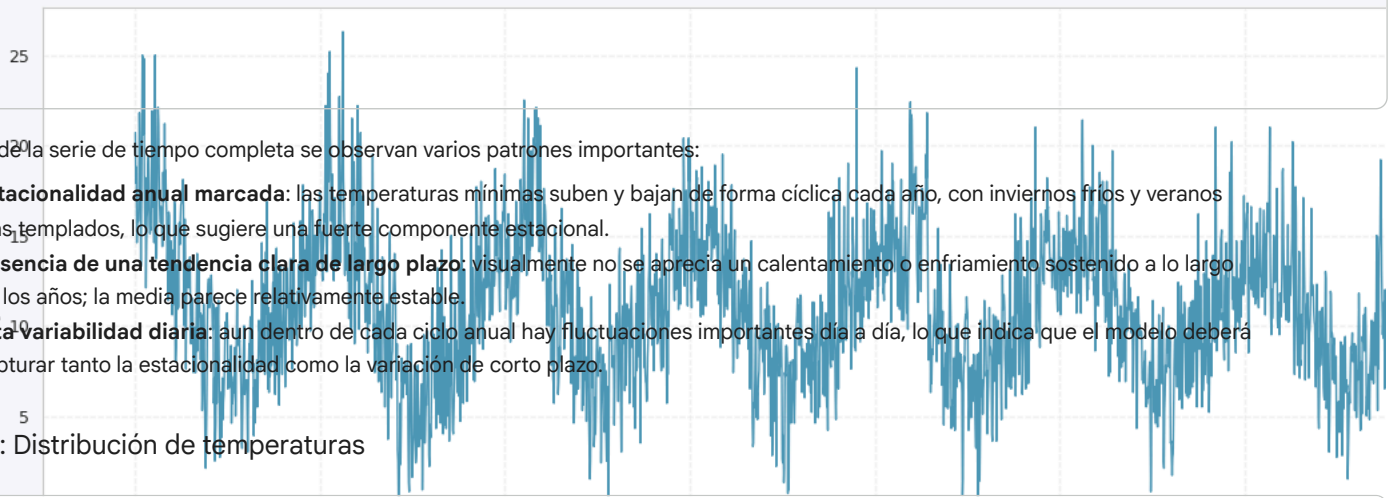 25
de la serie de tiempo completa se observan varios patrones importantes:
20
tacionalidad anual marcada: las temperaturas mínimas suben y bajan de forma cíclica cada año, con inviernos fríos y veranos
s templados, lo que sugiere una fuerte componente estacional.
15
sencia de una tendencia clara de largo plazo: visualmente no se aprecia un calentamiento o enfriamiento sostenido a lo largo
los años; la media parece relativamente estable.
ta variabilidad diaria: aun dentro de cada ciclo anual hay fluctuaciones importantes día a día, lo que indica que el modelo deberá
10
pturar tanto la estacionalidad como la variación de corto plazo.
5
: Distribución de temperaturas